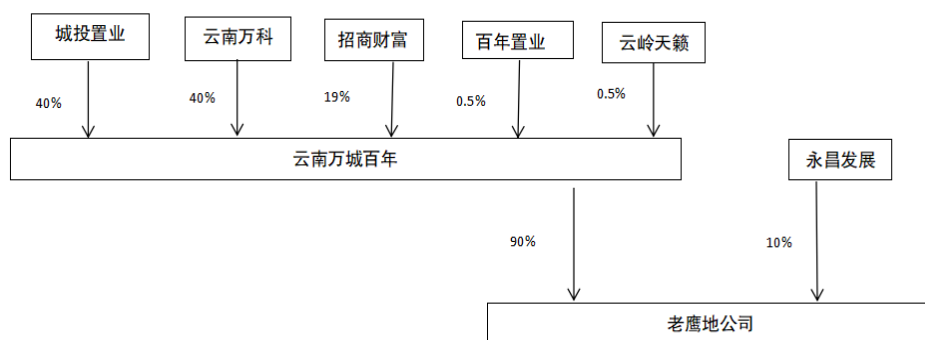 城投置业
云南万科
招商财富
百年置业
云岭天籁
40%
40%
19%
0.5%
0.5%
云南万城百年
永昌发展
90%
10%
老鹰地公司